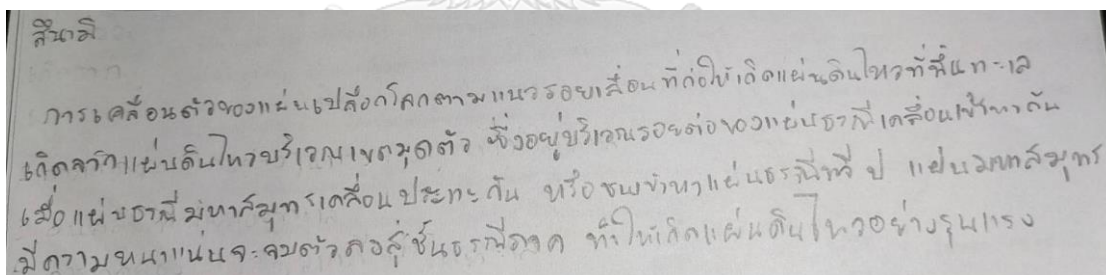 สึนามิ
การเคลื่อนตัวของแผ่นเปลือกโลกตามแนวรอยเลื่อนที่ก่อให้เกิดแผ่นดินไหวที่พื้นทะเล
เกิดจากแผ่นดินไหวบริเวณเขตมุดตัว ซึ่งอยู่บริเวณรอยต่อของแผ่นธรณีเคลื่อนเข้าหากัน
เมื่อแผ่นธรณีมหาสมุทรเคลื่อนประทะกัน หรือชนเข้าหาแผ่นธรณีทวีป แผ่นมหาสมุทร
มีความหนาแน่นจะจมตัวลงสู่ชั้นธรณีภาค ทำให้เกิดแผ่นดินไหวอย่างรุนแรง